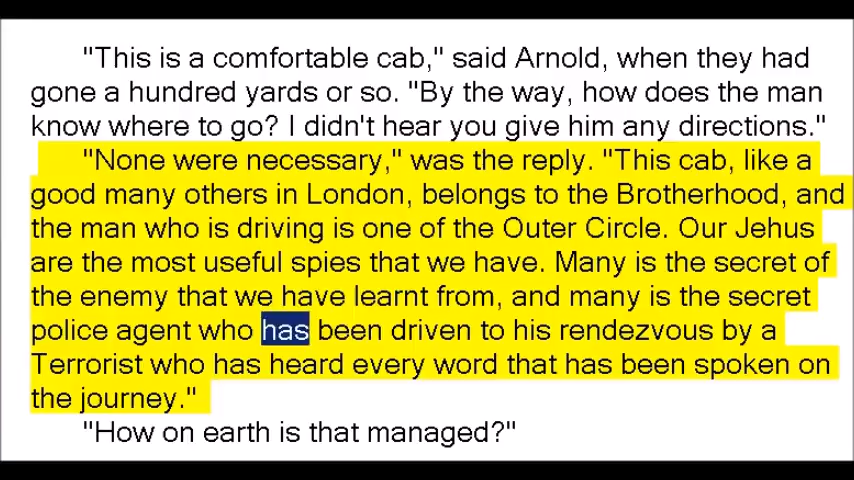 "This is a comfortable cab," said Arnold, when they had
gone a hundred yards or so. "By the way, how does the man
know where to go? I didn't hear you give him any directions."
"None were necessary," was the reply. "This cab, like a
good many others in London, belongs to the Brotherhood, and
the man who is driving is one of the Outer Circle. Our Jehus
are the most useful spies that we have. Many is the secret of
the enemy that we have learnt from, and many is the secret
police agent who has been driven to his rendezvous by a
Terrorist who has heard every word that has been spoken on
the journey."
"How on earth is that managed?"